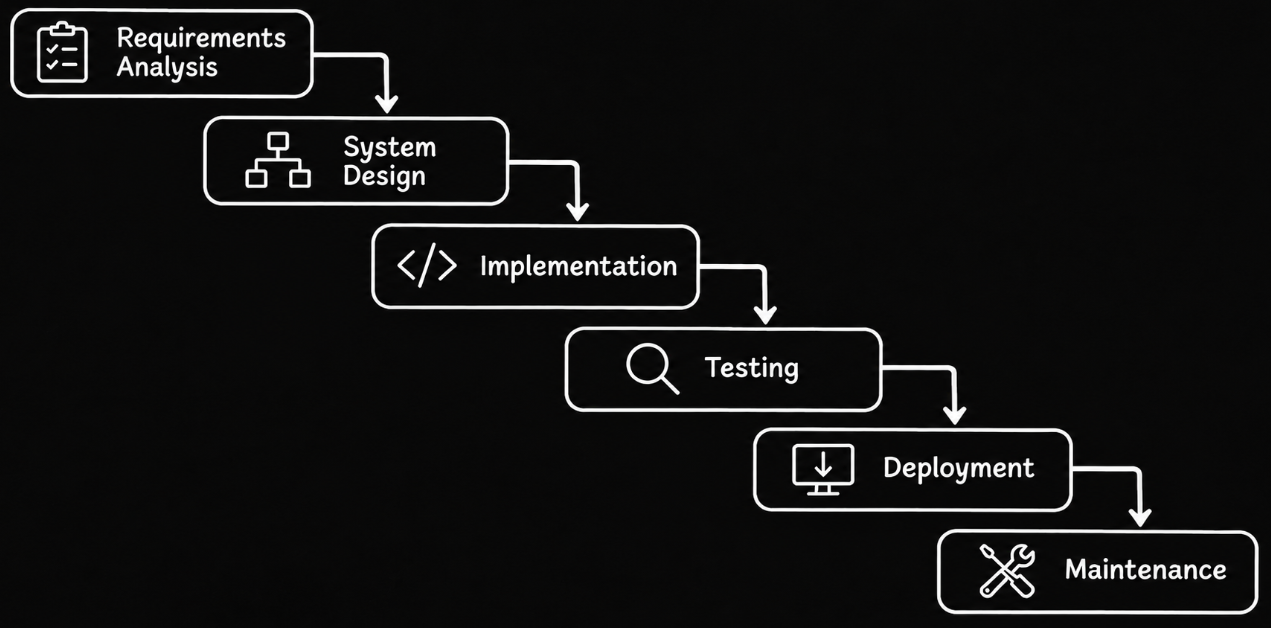 Requirements
Analysis
System
Design
Implementation
Testing
Deployment
Maintenance